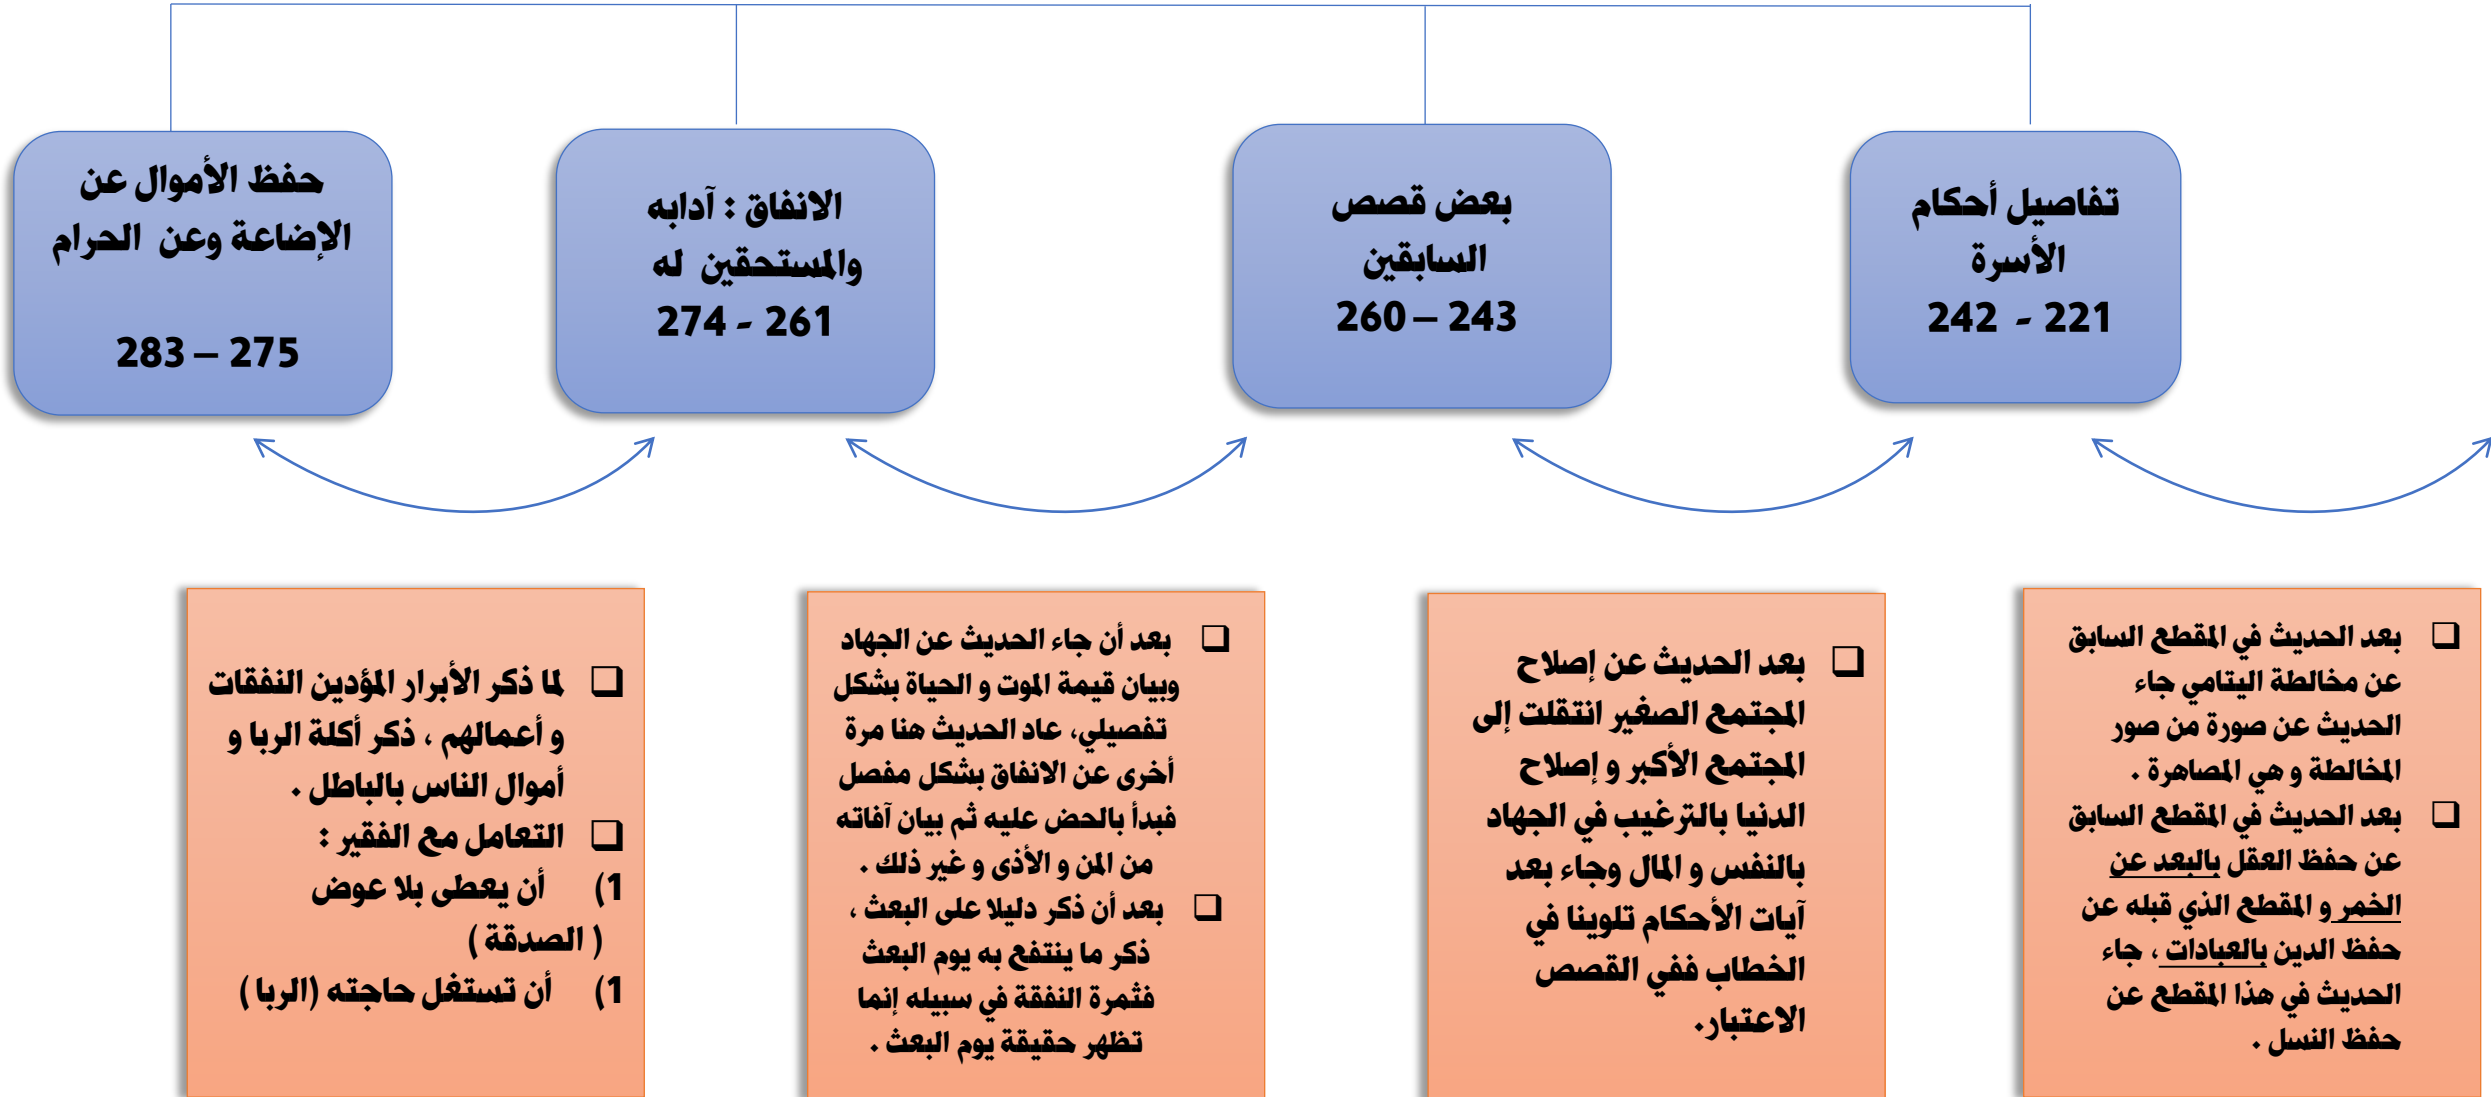 تفاصيل أحكام
الأسرة
221 - 242
بعض قصص
السابقين
243 – 260
الانفاق : آدابه
والمستحقين له
261 - 274
حفظ الأموال عن
الإضاعة وعن الحرام
275 – 283
❑ بعد الحديث في المقطع السابق
عن مخالطة اليتامي جاء
الحديث عن صورة من صور
المخالطة و هي المصاهرة .
❑ بعد الحديث في المقطع السابق
عن حفظ العقل بالبعد عن
الخمر و المقطع الذي قبله عن
حفظ الدين بالعبادات ، جاء
الحديث في هذا المقطع عن
حفظ النسل .
❑ بعد الحديث عن إصلاح
المجتمع الصغير انتقلت إلى
المجتمع الأكبر و إصلاح
الدنيا بالترغيب في الجهاد
بالنفس و المال وجاء بعد
آيات الأحكام تلوينا في
الخطاب ففي القصص
الاعتبار.
❑ بعد أن جاء الحديث عن الجهاد
وبيان قيمة الموت و الحياة بشكل
تفصيلي، عاد الحديث هنا مرة
أخرى عن الانفاق بشكل مفصل
فبدأ بالحض عليه ثم بيان آفاته
من المن و الأذى و غير ذلك .
❑ بعد أن ذكر دليلا على البعث ،
ذكر ما ينتفع به يوم البعث
فثمرة النفقة في سبيله إنما
تظهر حقيقة يوم البعث .
❑ لما ذكر الأبرار المؤدين النفقات
و أعمالهم ، ذكر أكلة الربا و
أموال الناس بالباطل .
❑ التعامل مع الفقير :
1) أن يعطى بلا عوض
( الصدقة )
1) أن تستغل حاجته (الربا )